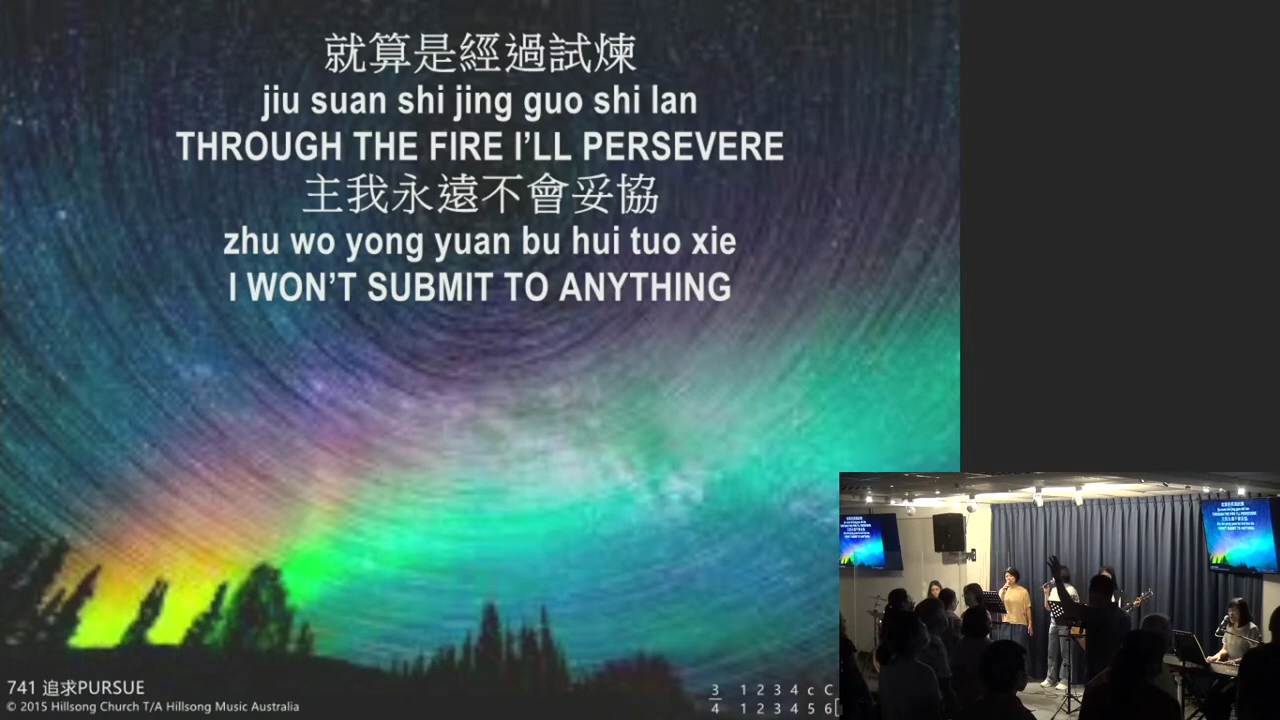 就算是經過試煉
jiu suan shi jing guo shi lan
THROUGH THE FIRE I'LL PERSEVERE
主我永遠不會妥協
zhu wo yong yuan bu hui tuo xie
I WON'T SUBMIT TO ANYTHING
741 追求PURSUE
© 2015 Hillsong Church T/A Hillsong Music Australia
3 1 2 3 4 c C
4 1 2 3 4 5 6